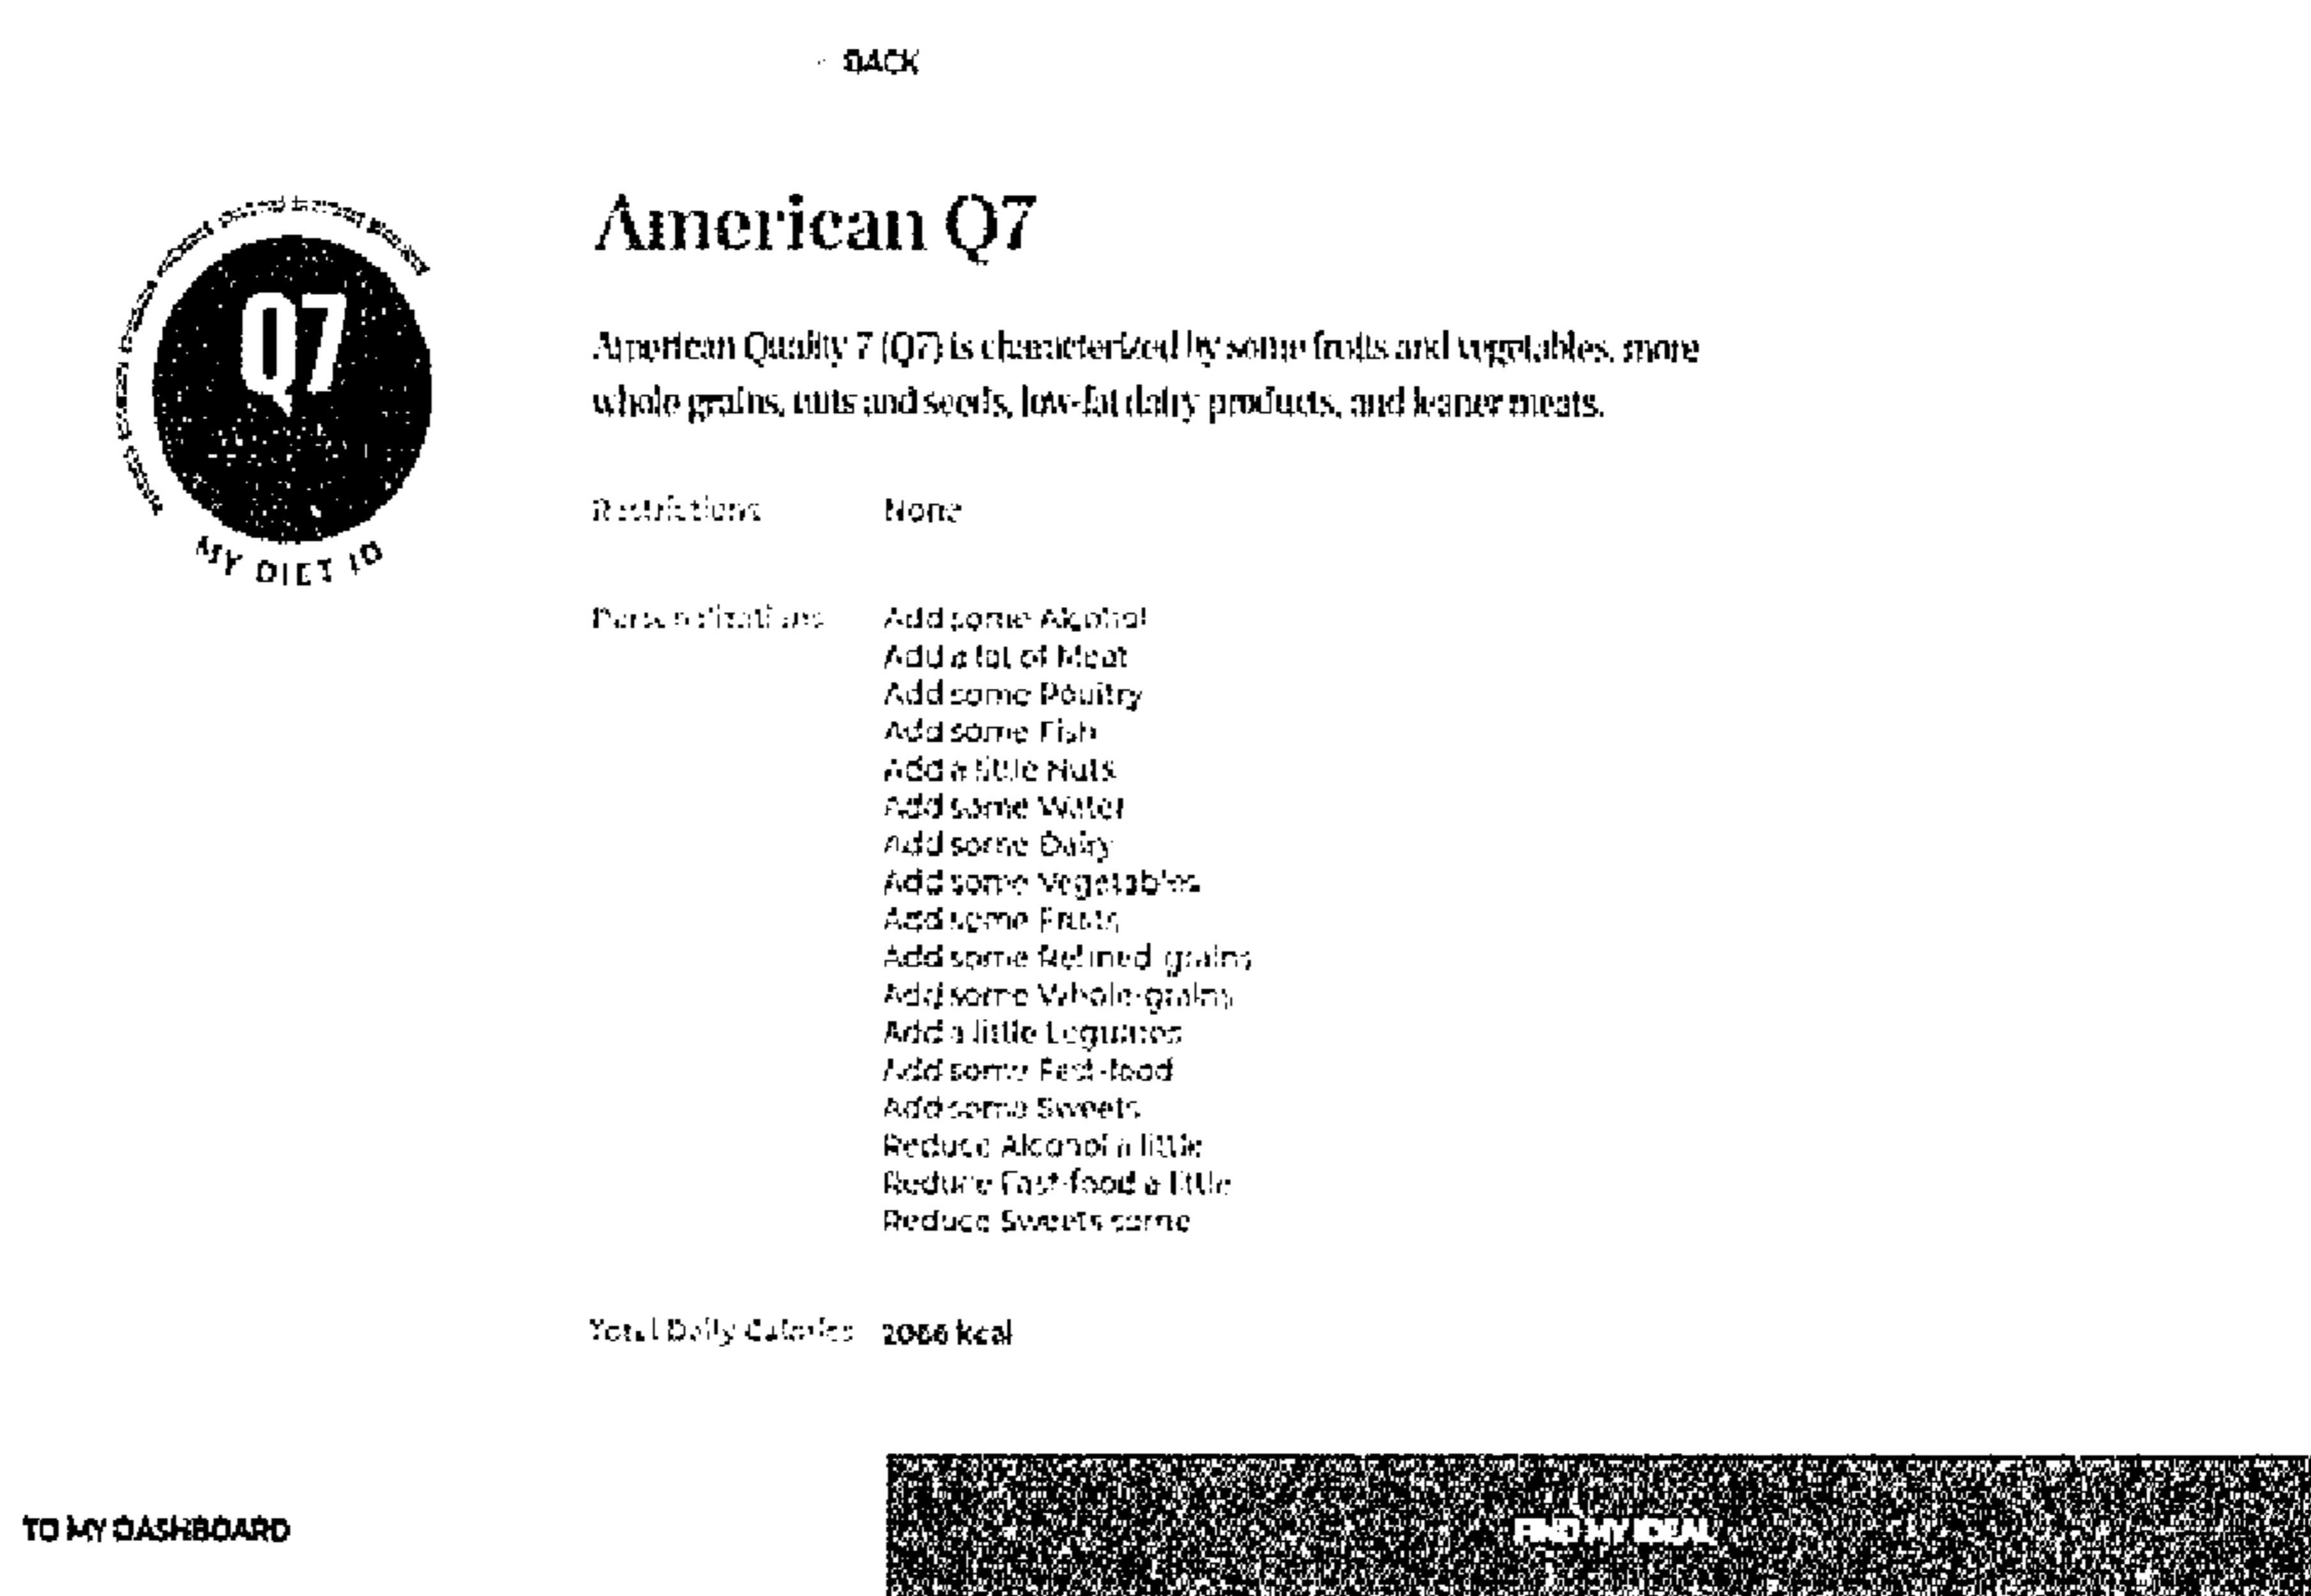 BACK
American Q7
American Quality 7 (Q7) is characterized by some fruits and vegetables, more
whole grains, nuts and seeds, low-fat dairy products, and leaner meats.
Q7
MY DIET ID
Restrictions None
Personalizations Add some Alcohol
Add a lot of Meat
Add some Poultry
Add some Fish
Add a little Nuts
Add some Water
Add some Dairy
Add some Vegetables
Add some Fruits
Add some Refined-grains
Add some Whole-grains
Add a little Legumes
Add some Fast-food
Add some Sweets
Reduce Alcohol a little
Reduce Fast-food a little
Reduce Sweets some
Total Daily Calories kcal
TO MY DASHBOARD
FIND MY IDEAL